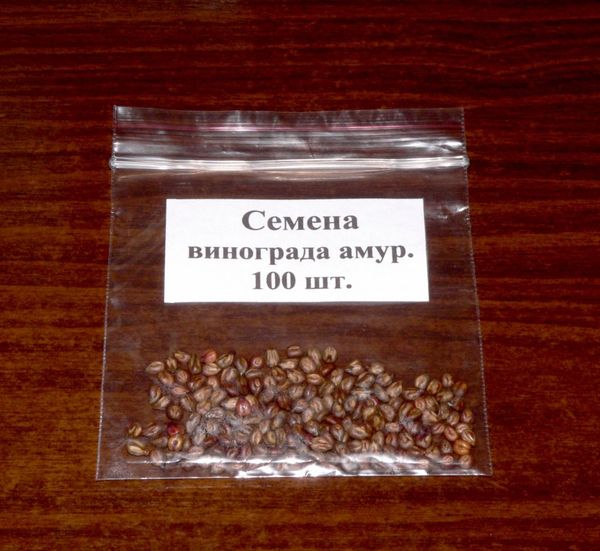 Семена
винограда амур.
100 шт.